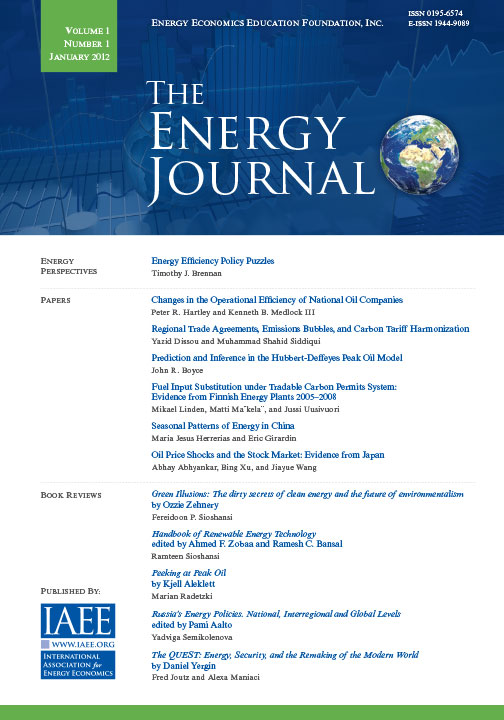 VOLUME 1
NUMBER 1
JANUARY 2012
ENERGY ECONOMICS EDUCATION FOUNDATION, INC.
ISSN 0195-6574
E-ISSN 1944-9089
THE
ENERGY
JOURNAL
ENERGY
PERSPECTIVES
Energy Efficiency Policy Puzzles
Timothy J. Brennan
PAPERS
Changes in the Operational Efficiency of National Oil Companies
Peter R. Hartley and Kenneth B. Medlock III
Regional Trade Agreements, Emissions Bubbles, and Carbon Tariff Harmonization
Yazid Dissou and Muhammad Shahid Siddiqui
Prediction and Inference in the Hubbert-Deffeyes Peak Oil Model
John R. Boyce
Fuel Input Substitution under Tradable Carbon Permits System:
Evidence from Finnish Energy Plants 2005–2008
Mikael Linden, Matti Ma¨kela¨, and Jussi Uusivuori
Seasonal Patterns of Energy in China
María Jesus Herrerias and Eric Girardin
Oil Price Shocks and the Stock Market: Evidence from Japan
Abhay Abhyankar, Bing Xu, and Jiayue Wang
BOOK REVIEWS
Green Illusions: The dirty secrets of clean energy and the future of environmentalism
by Ozzie Zehnery
Fereidoon P. Sioshansi
Handbook of Renewable Energy Technology
edited by Ahmed F. Zobaa and Ramesh C. Bansal
Ramteen Sioshansi
Peeking at Peak Oil
by Kjell Aleklett
Marian Radetzki
Russia's Energy Policies. National, Interregional and Global Levels
edited by Pami Aalto
Yadviga Semikolenova
The QUEST: Energy, Security, and the Remaking of the Modern World
by Daniel Yergin
Fred Joutz and Alexa Maniaci
PUBLISHED BY:
IAEE
WWW.IAEE.ORG
INTERNATIONAL
ASSOCIATION for
ENERGY ECONOMICS